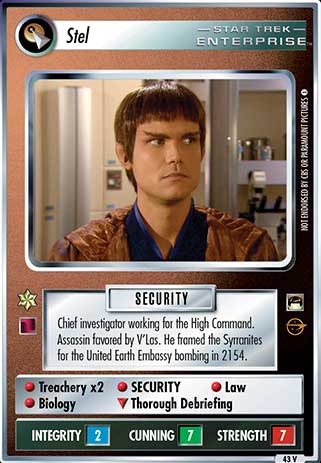 Stel
STAR TREK
ENTERPRISE™
NOT ENDORSED BY CBS OR PARAMOUNT PICTURES
SECURITY
Chief investigator working for the High Command.
Assassin favored by V'Las. He framed the Syrranites
for the United Earth Embassy bombing in 2154.
Treachery x2 SECURITY Law
Biology Thorough Debriefing
INTEGRITY 2 CUNNING 7 STRENGTH 7
43 V